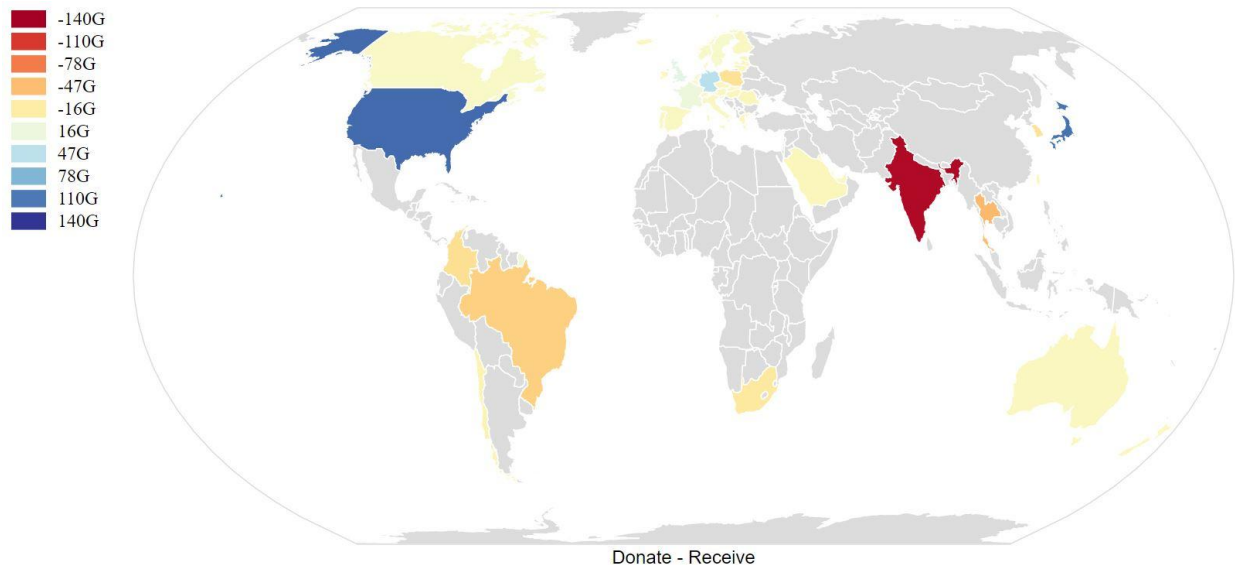 -140G
-110G
-78G
-47G
-16G
16G
47G
78G
110G
140G
Donate - Receive